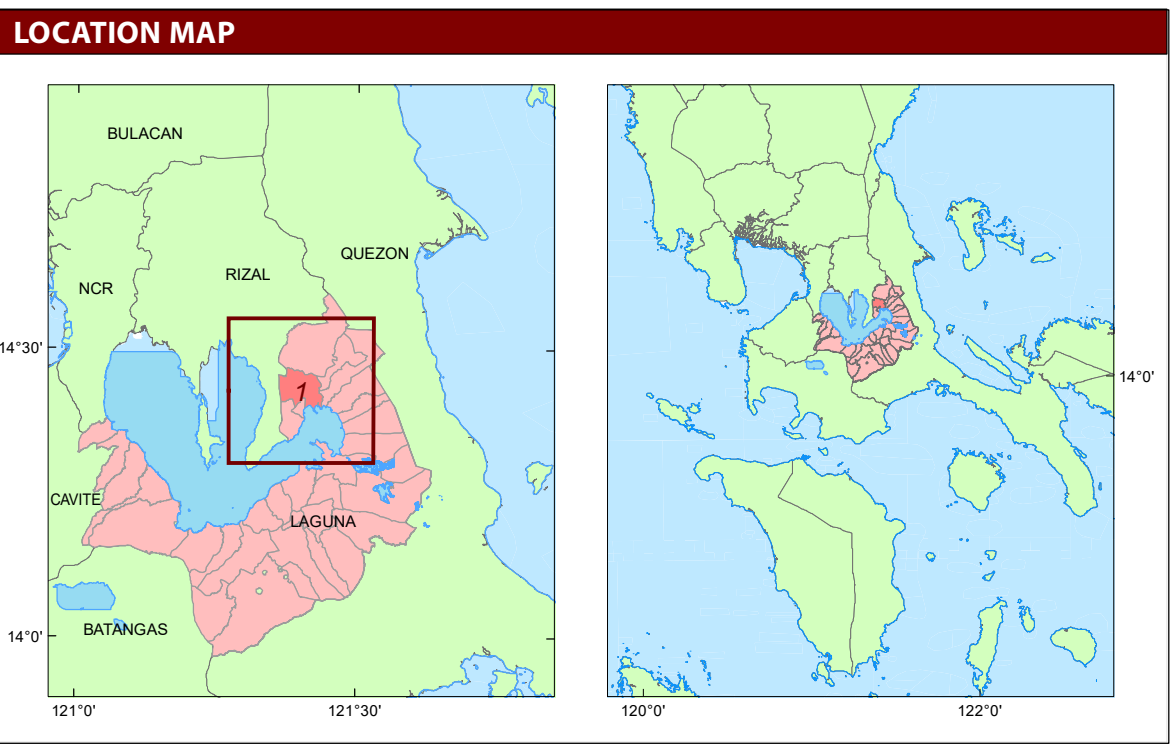 LOCATION MAP
BULACAN
QUEZON
RIZAL
NCR
14°30'
1
CAVITE
LAGUNA
BATANGAS
14°0'
121°0'
121°30'
14°0'
120°0'
122°0'